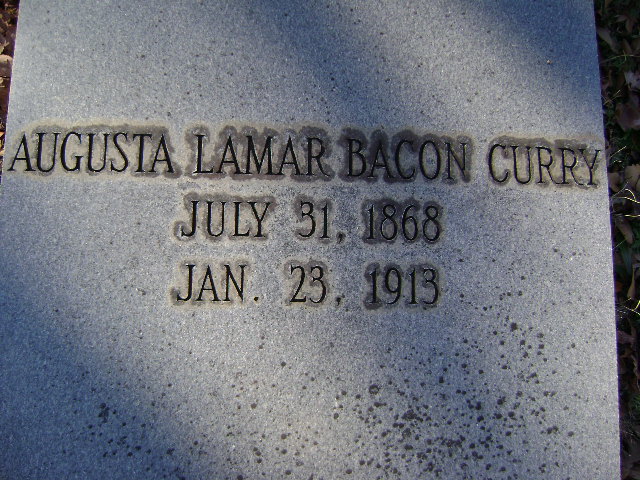 AUGUSTA LAMAR BACON CURRY
JULY 31, 1868
JAN. 23, 1913